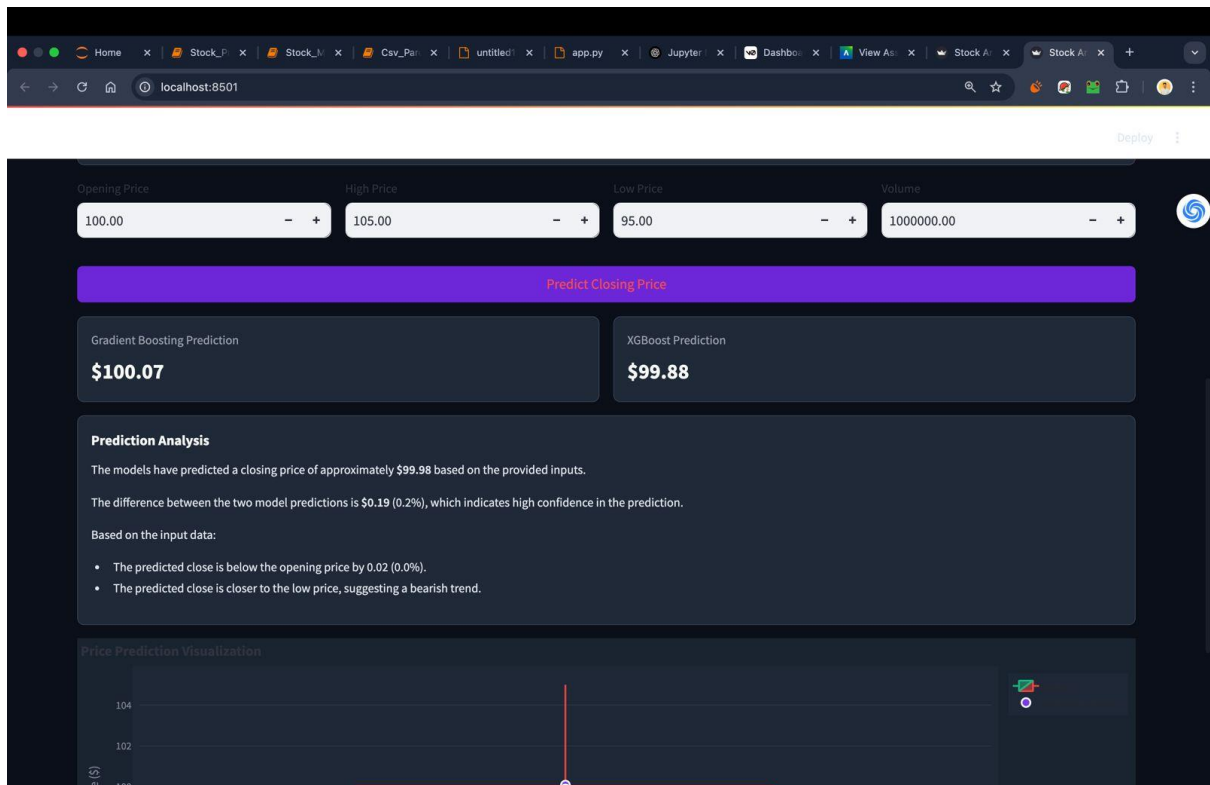 Home
Stock_P
Stock_M
Csv_Par
untitled1
app.py
Jupyter
Dashboa
View Ass
Stock Ar
Stock Ar
localhost:8501
Deploy
Opening Price High Price Low Price Volume
100.00 - + 105.00 - + 95.00 - + 1000000.00 - +
Predict Closing Price
Gradient Boosting Prediction XGBoost Prediction
$100.07 $99.88
Prediction Analysis
The models have predicted a closing price of approximately $99.98 based on the provided inputs.
The difference between the two model predictions is $0.19 (0.2%), which indicates high confidence in the prediction.
Based on the input data:
• The predicted close is below the opening price by 0.02 (0.0%).
• The predicted close is closer to the low price, suggesting a bearish trend.
Price Prediction Visualization
104
102
($)